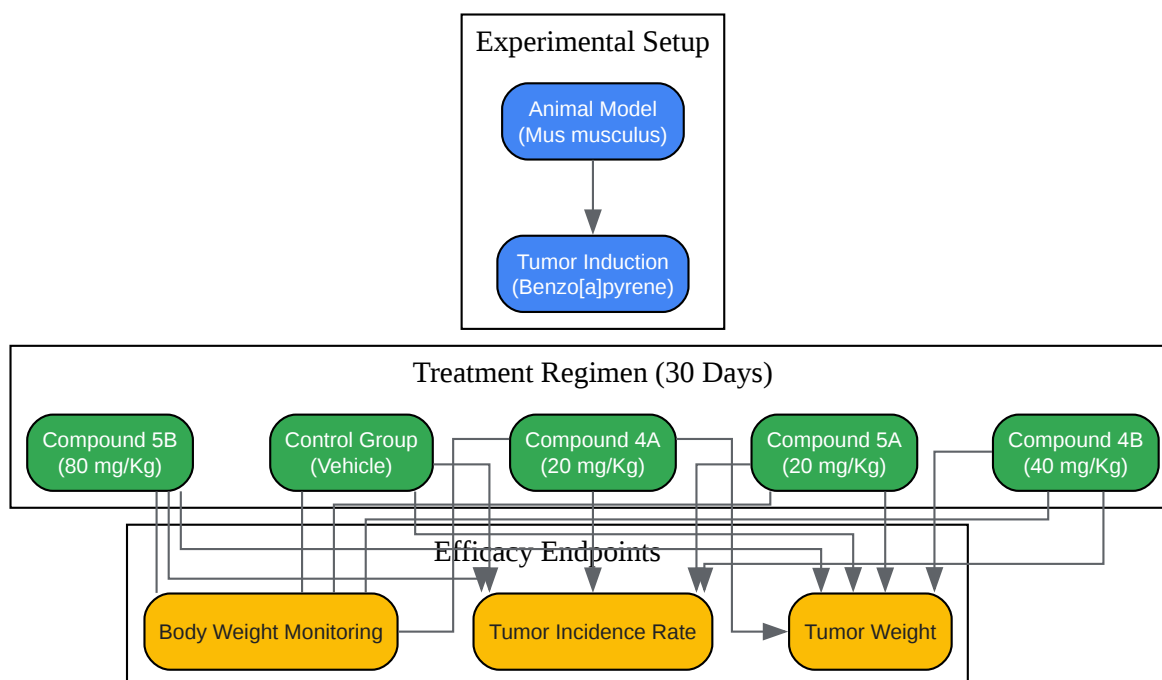 Experimental Setup
Animal Model
(Mus musculus)
Tumor Induction
(Benzo[a]pyrene)
Treatment Regimen (30 Days)
Compound 5B
(80 mg/Kg)
Control Group
(Vehicle)
Compound 4A
(20 mg/Kg)
Compound 5A
(20 mg/Kg)
Compound 4B
(40 mg/Kg)
Efficacy Endpoints
Body Weight Monitoring
Tumor Incidence Rate
Tumor Weight